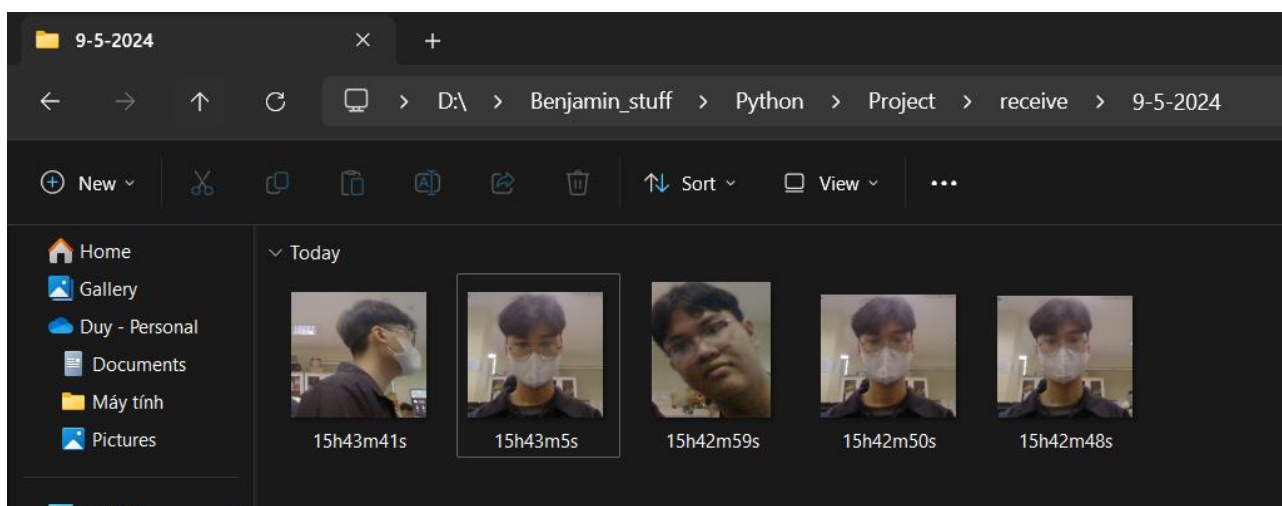 9-5-2024
D:\ > Benjamin_stuff > Python > Project > receive > 9-5-2024
New
Sort
View
Home
Gallery
Duy - Personal
Documents
Máy tính
Pictures
Today
15h43m41s 15h43m5s 15h42m59s 15h42m50s 15h42m48s